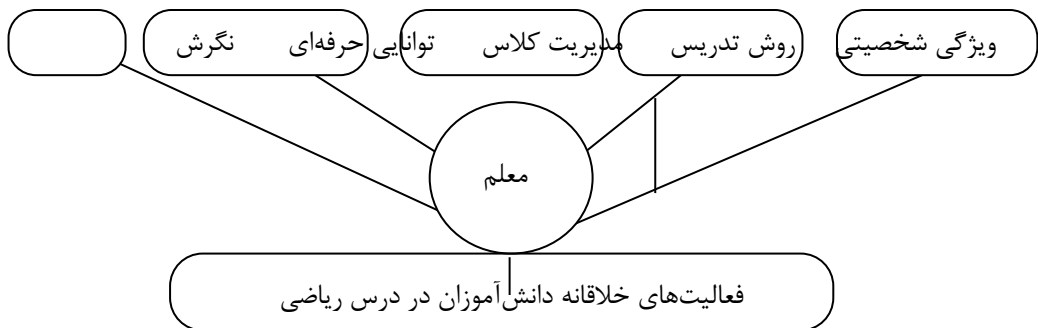 ویژگی شخصیتی روش تدریس مدیریت کلاس توانایی حرفه‌ای نگرش
معلم
فعالیت‌های خلاقانه دانش‌آموزان در درس ریاضی